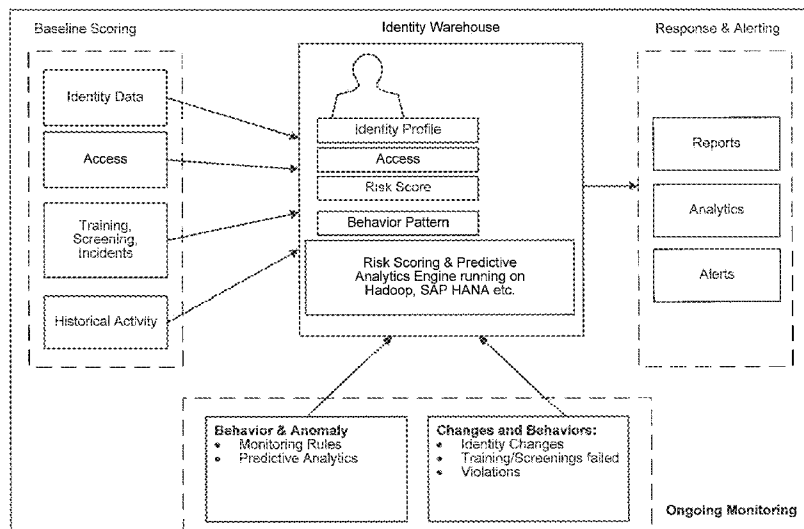 Baseline Scoring
Identity Data
Access
Training,
Screening,
Incidents
Historical Activity
Identity Warehouse
Identity Profile
Access
Risk Score
Behavior Pattern
Risk Scoring & Predictive
Analytics Engine running on
Hadoop, SAP HANA etc.
Response & Alerting
Reports
Analytics
Alerts
Behavior & Anomaly
• Monitoring Rules
• Predictive Analytics
Changes and Behaviors:
• Identity Changes
• Training/Screenings failed
• Violations
Ongoing Monitoring